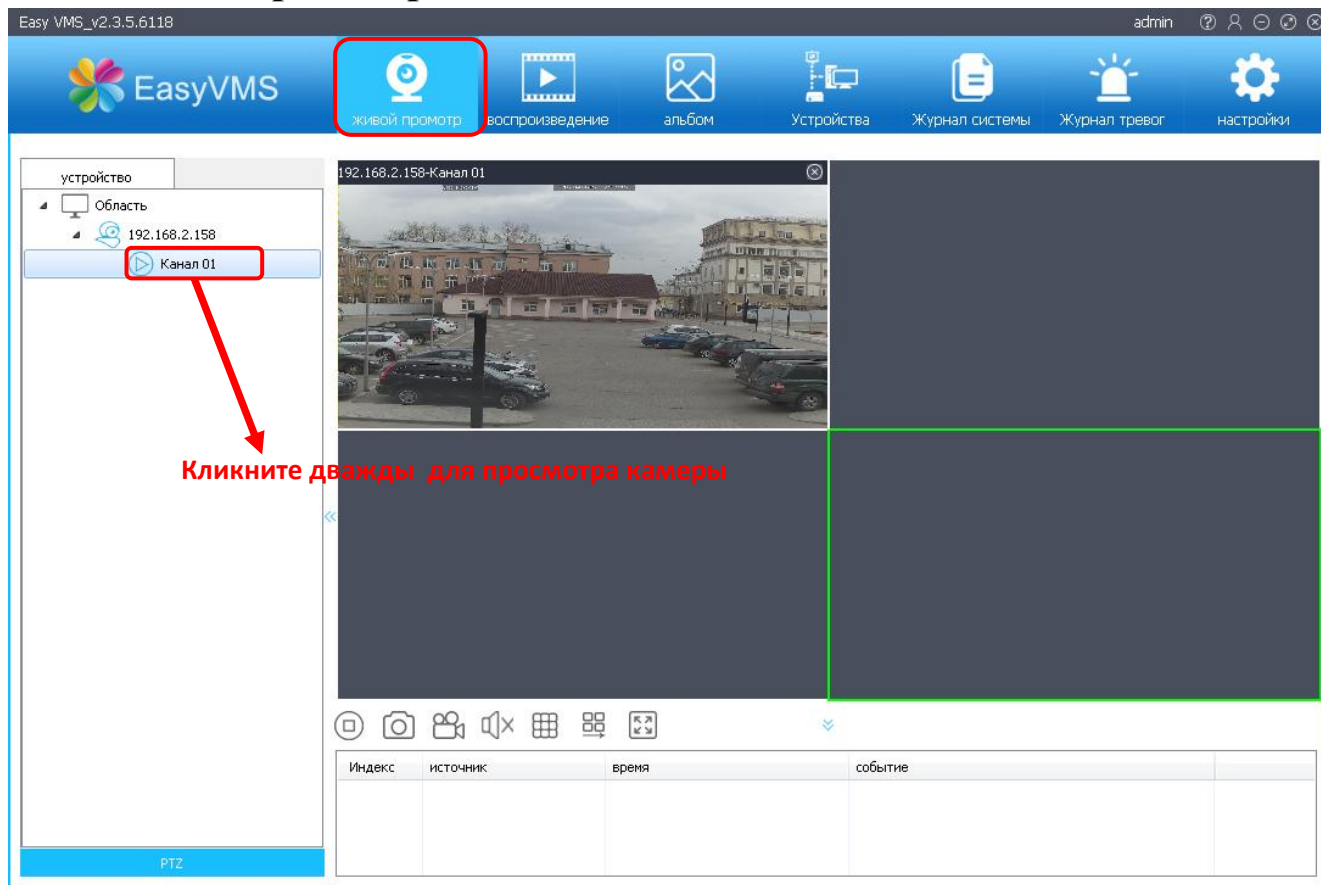 Easy VMS_v2.3.5.6118 admin
EasyVMS
живой промотр воспроизведение альбом Устройства Журнал системы Журнал тревог настройки
устройство
Область
192.168.2.158
Канал 01
192.168.2.158-Канал 01
Кликните дважды для просмотра камеры
Индекс источник время событие
PTZ